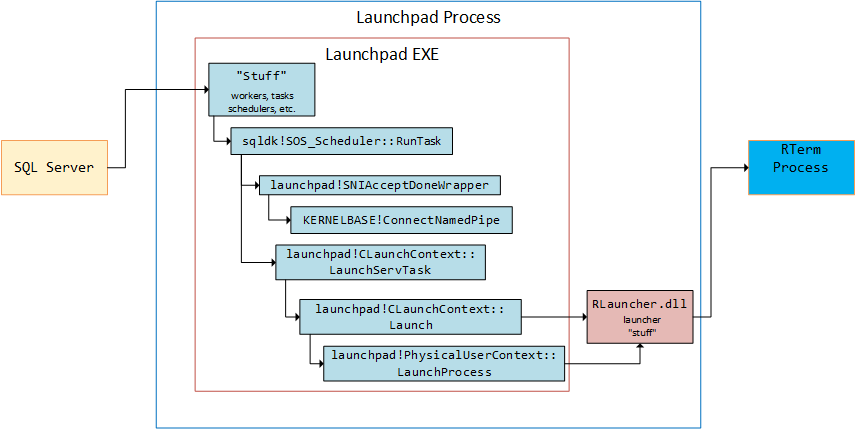 Launchpad Process
Launchpad EXE
"Stuff"
workers, tasks
schedulers, etc.
sqldk!SOS_Scheduler::RunTask
SQL Server
launchpad!SNIAcceptDoneWrapper
RTerm
Process
KERNELBASE!ConnectNamedPipe
launchpad!CLaunchContext::
LaunchServTask
launchpad!CLaunchContext::
Launch
RLauncher.dll
launcher
"stuff"
launchpad!PhysicalUserContext::
LaunchProcess